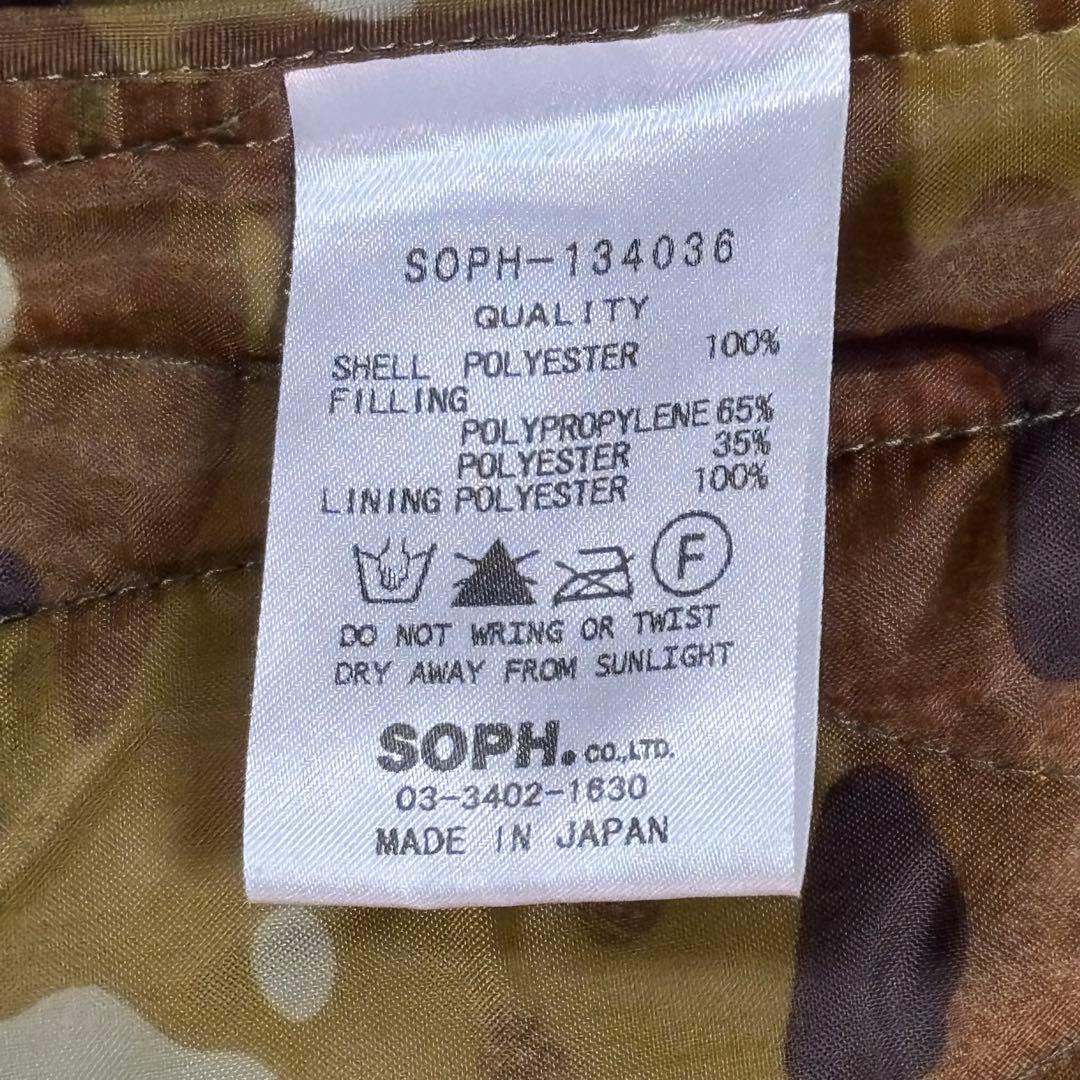 SOPH-134036
QUALITY
SHELL POLYESTER 100%
FILLING
POLYPROPYLENE 65%
POLYESTER 35%
LINING POLYESTER 100%
F
DO NOT WRING OR TWIST
DRY AWAY FROM SUNLIGHT
SOPH. CO.,LTD.
03-3402-1630
MADE IN JAPAN